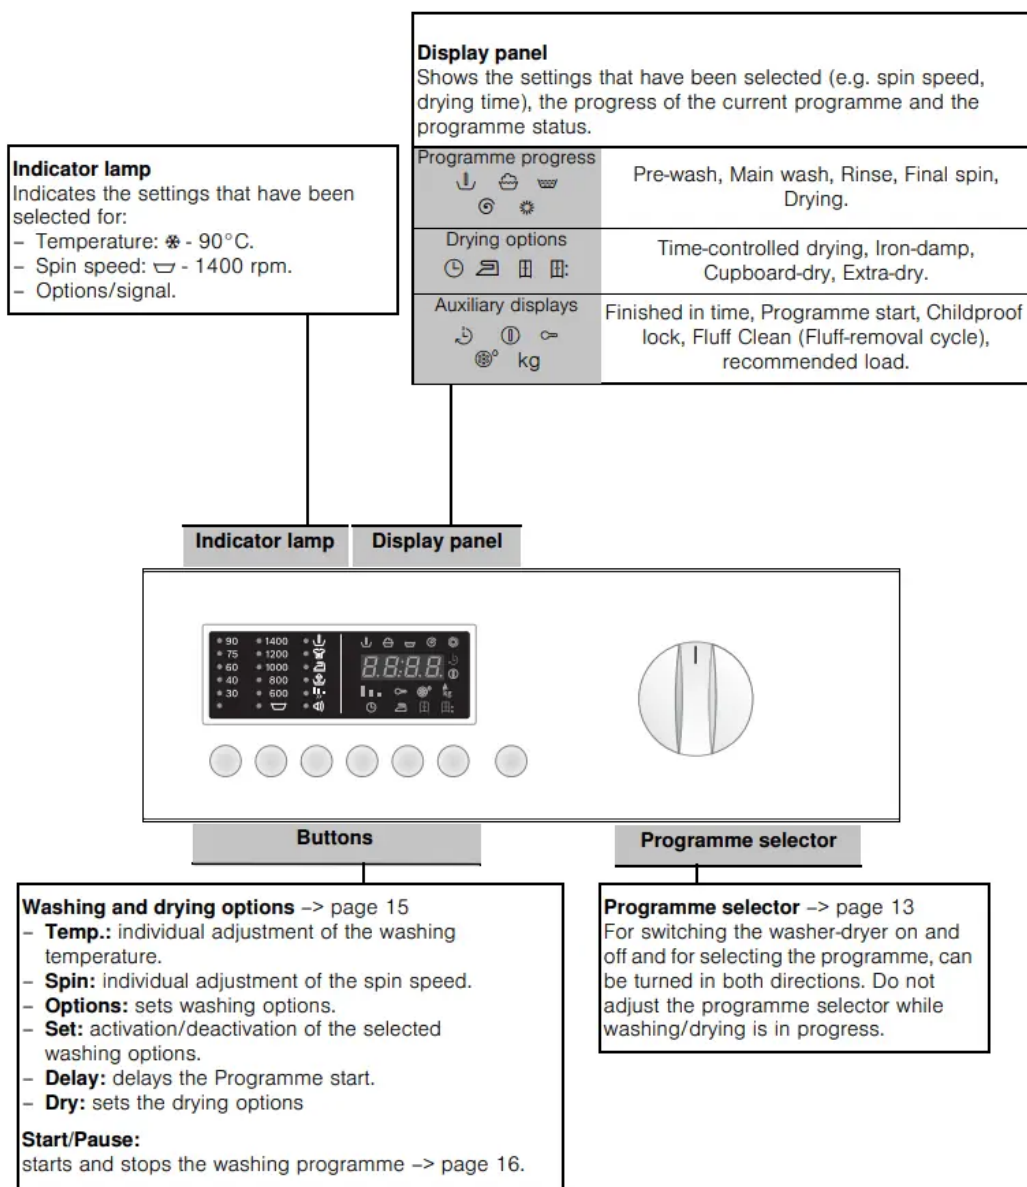 Display panel
Shows the settings that have been selected (e.g. spin speed,
drying time), the progress of the current programme and the
programme status.
Programme progress
Pre-wash, Main wash, Rinse, Final spin,
Drying.
Drying options
Time-controlled drying, Iron-damp,
Cupboard-dry, Extra-dry.
Auxiliary displays
kg
Finished in time, Programme start, Childproof
lock, Fluff Clean (Fluff-removal cycle),
recommended load.
Indicator lamp
Indicates the settings that have been
selected for:
– Temperature: ❄ - 90°C.
– Spin speed: - 1400 rpm.
– Options/signal.
Indicator lamp
Display panel
90 1400
75 1200
60 1000
40 800
30 600
8.8:8.8
kg
Buttons
Programme selector
Washing and drying options –> page 15
– Temp.: individual adjustment of the washing
temperature.
– Spin: individual adjustment of the spin speed.
– Options: sets washing options.
– Set: activation/deactivation of the selected
washing options.
– Delay: delays the Programme start.
– Dry: sets the drying options
Start/Pause:
starts and stops the washing programme –> page 16.
Programme selector –> page 13
For switching the washer-dryer on and
off and for selecting the programme, can
be turned in both directions. Do not
adjust the programme selector while
washing/drying is in progress.